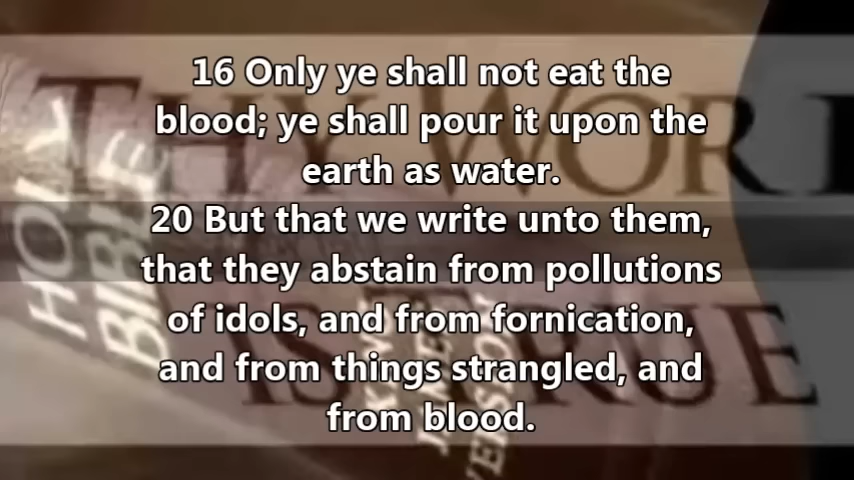 16 Only ye shall not eat the
blood; ye shall pour it upon the
earth as water.
20 But that we write unto them,
that they abstain from pollutions
of idols, and from fornication,
and from things strangled, and
from blood.
THY WOR
IS TRUE
HOLY
BIBLE